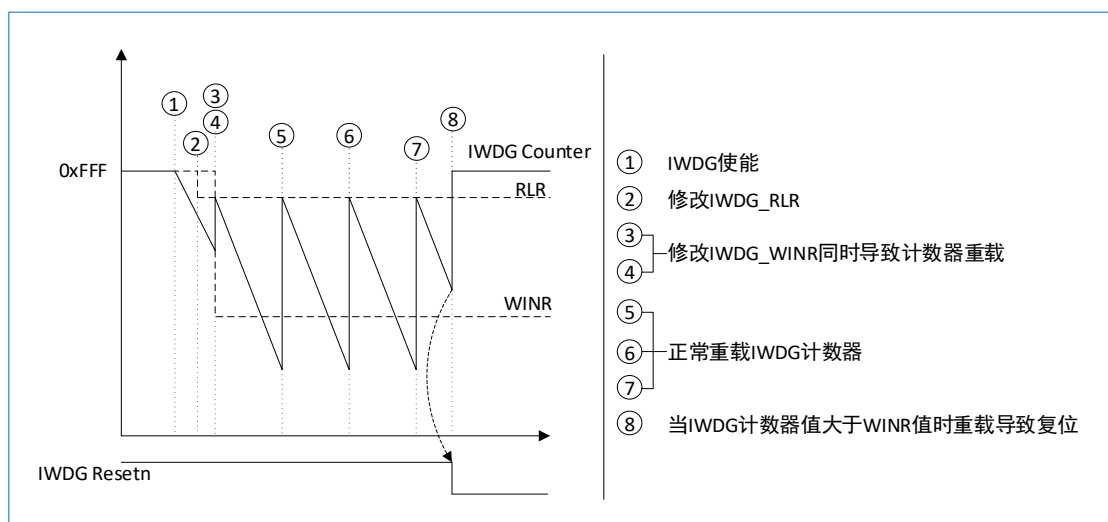 ③
① ④ ⑧
② ⑤ ⑥ ⑦
IWDG Counter
0xFFF
RLR
WINR
IWDG Resetn
① IWDG使能
② 修改IWDG_RLR
③
④ 修改IWDG_WINR同时导致计数器重载
⑤
⑥ 正常重载IWDG计数器
⑦
⑧ 当IWDG计数器值大于WINR值时重载导致复位